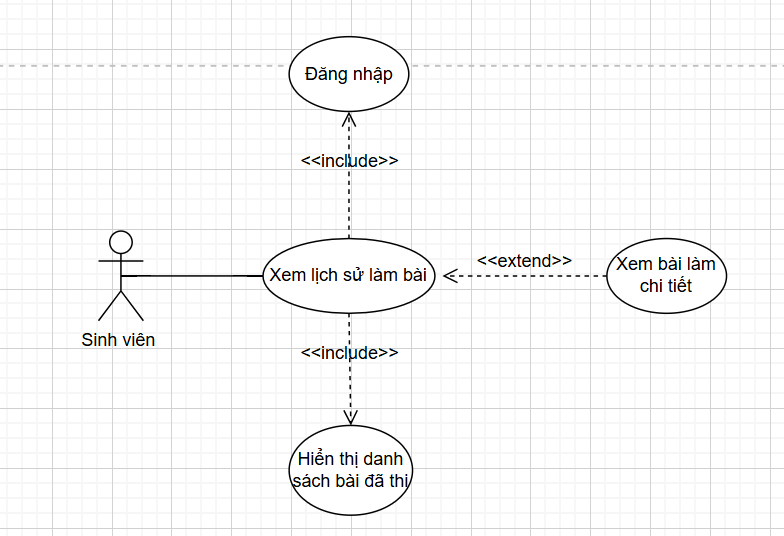 Đăng nhập
<<include>>
Xem lịch sử làm bài
<<extend>>
Xem bài làm
chi tiết
Sinh viên
<<include>>
Hiển thị danh
sách bài đã thi